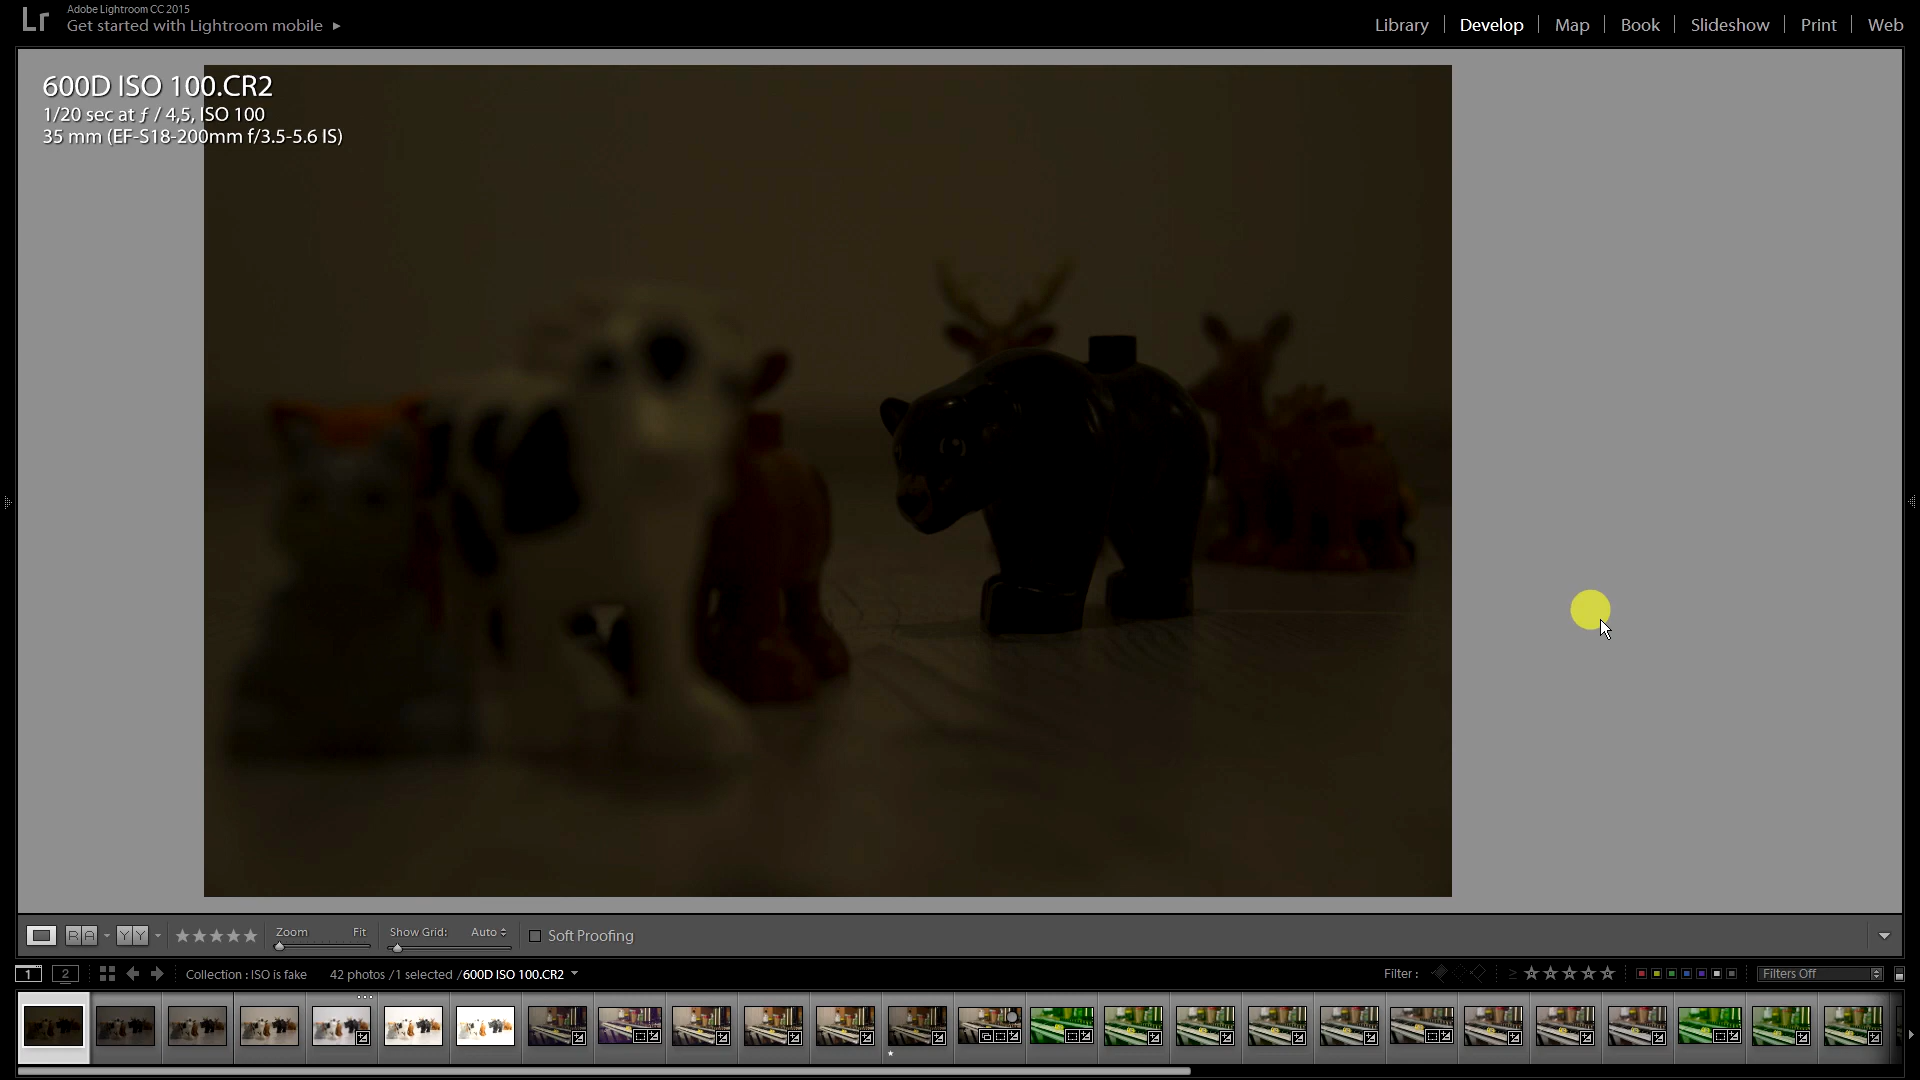 Lr
Adobe Lightroom CC 2015
Get started with Lightroom mobile
Library
Develop
Map
Book
Slideshow
Print
Web
600D ISO 100.CR2
1/20 sec at ƒ / 4,5, ISO 100
35 mm (EF-S18-200mm f/3.5-5.6 IS)
R A
Y Y
Zoom
Fit
Show Grid:
Auto
Soft Proofing
1
2
Collection : ISO is fake
42 photos / 1 selected / 600D ISO 100.CR2
Filter :
Filters Off